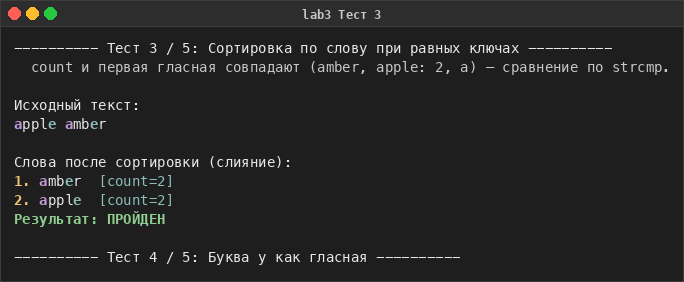 lab3 Тест 3
—————————— Тест 3 / 5: Сортировка по слову при равных ключах ——————————
count и первая гласная совпадают (amber, apple: 2, a) — сравнение по strcmp.
Исходный текст:
apple amber
Слова после сортировки (слияние):
1. amber  [count=2]
2. apple  [count=2]
Результат: ПРОЙДЕН
—————————— Тест 4 / 5: Буква y как гласная ——————————